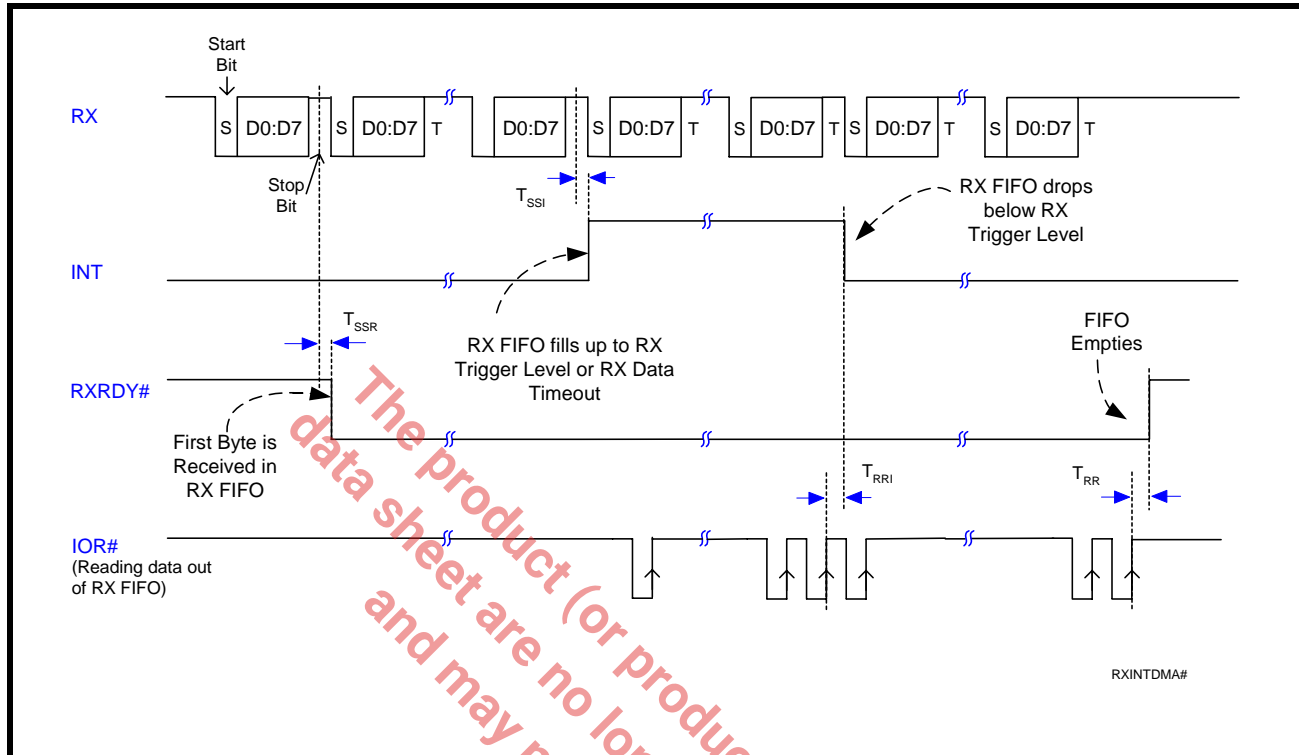 Start
Bit
RX
S D0:D7 S D0:D7 T D0:D7 S D0:D7 T S D0:D7 T S D0:D7 T S D0:D7 T
Stop
Bit
TSSI
RX FIFO drops
below RX
Trigger Level
INT
TSSR
RX FIFO fills up to RX
Trigger Level or RX Data
Timeout
FIFO
Empties
RXRDY#
First Byte is
Received in
RX FIFO
TRRI
TRR
IOR#
(Reading data out
of RX FIFO)
RXINTDMA#
The product (or produc
data sheet are no lon
and may n